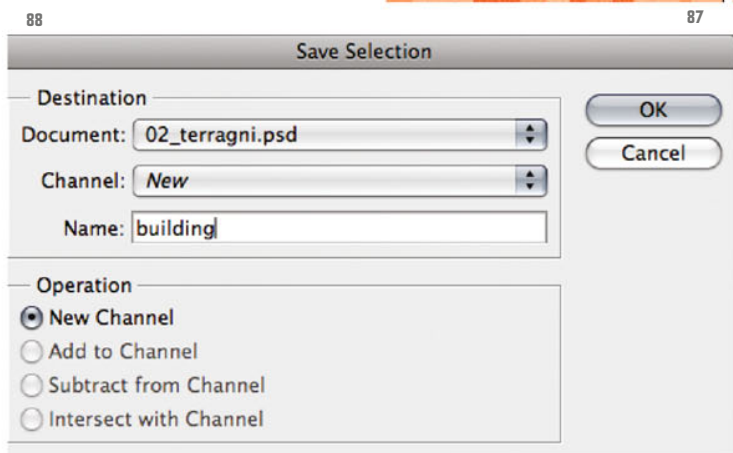 88
87
Save Selection
Destination
Document: 02_terragni.psd
Channel: New
Name: building
OK
Cancel
Operation
New Channel
Add to Channel
Subtract from Channel
Intersect with Channel